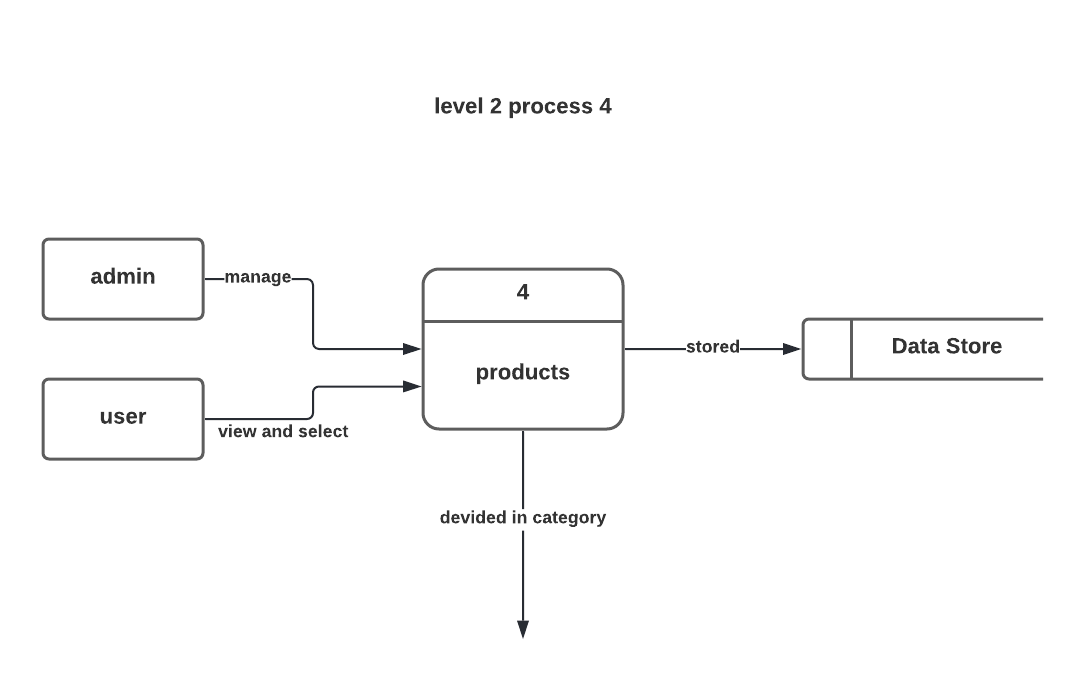 level 2 process 4
admin
manage
4
products
stored
Data Store
user
view and select
devided in category